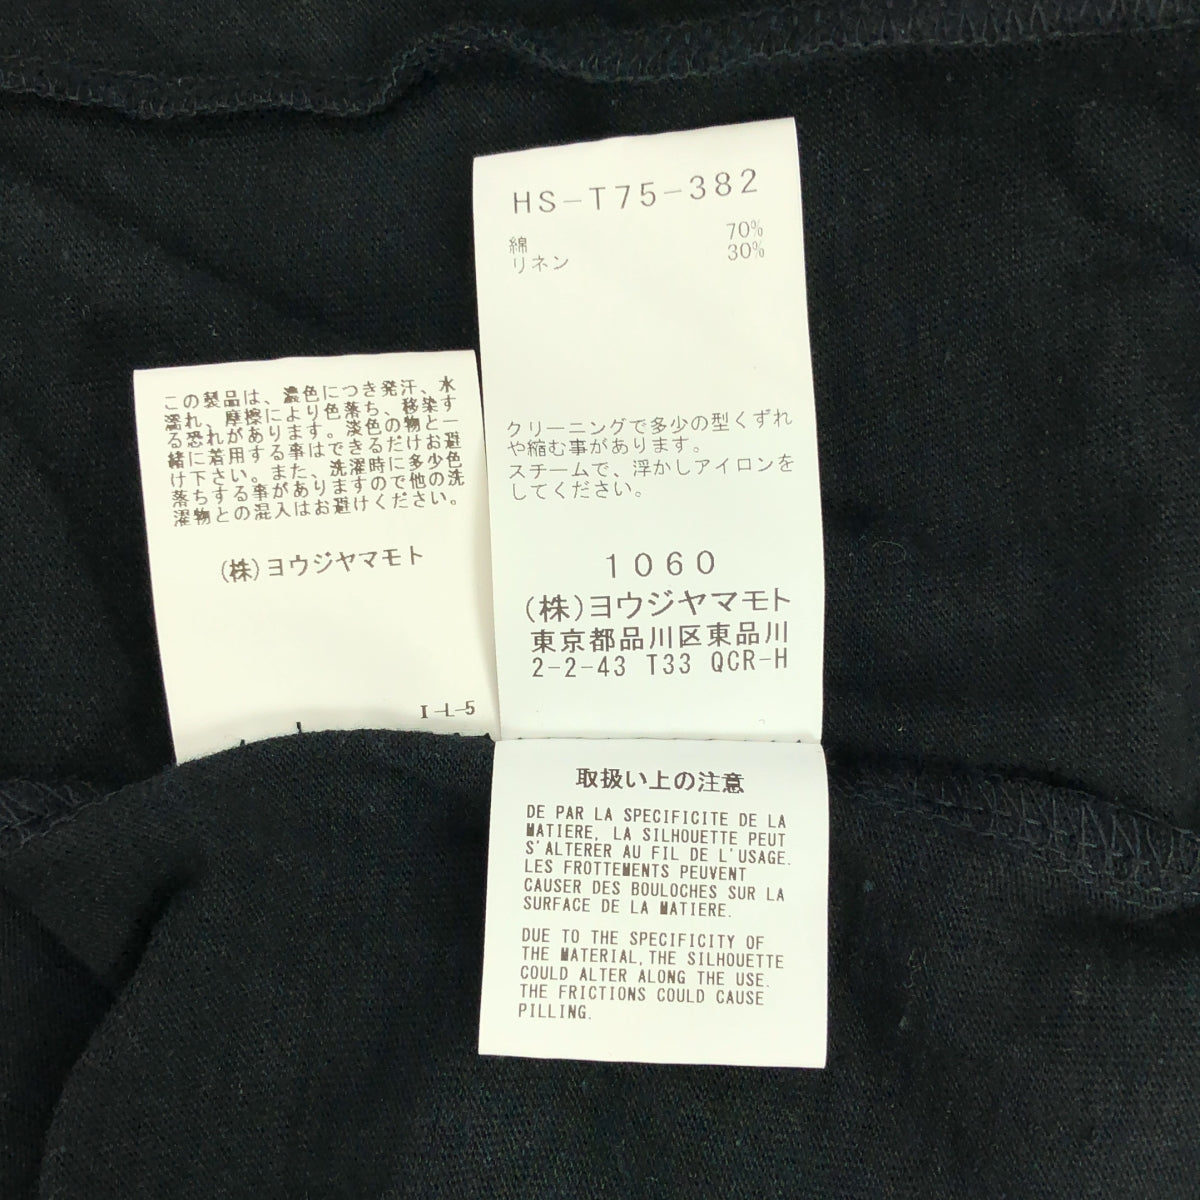 HS-T75-382
綿 70%
リネン 30%
クリーニングで多少の型くずれ
や縮む事があります。
スチームで、浮かしアイロンを
してください。
1060
(株)ヨウジヤマモト
東京都品川区東品川
2-2-43 T33 QCR-H
この製品は、濃色につき発汗、水
濡れ、摩擦により色落ち、移染す
る恐れがあります。淡色の物と一
緒に着用する事はできるだけお避
け下さい。また、洗濯時に多少色
落ちする事がありますので他の洗
濯物との混入はお避けください。
(株)ヨウジヤマモト
I-L-5
取扱い上の注意
DE PAR LA SPECIFICITE DE LA
MATIERE, LA SILHOUETTE PEUT
S'ALTERER AU FIL DE L'USAGE.
LES FROTTEMENTS PEUVENT
CAUSER DES BOULOCHES SUR LA
SURFACE DE LA MATIERE.
DUE TO THE SPECIFICITY OF
THE MATERIAL, THE SILHOUETTE
COULD ALTER ALONG THE USE.
THE FRICTIONS COULD CAUSE
PILLING.